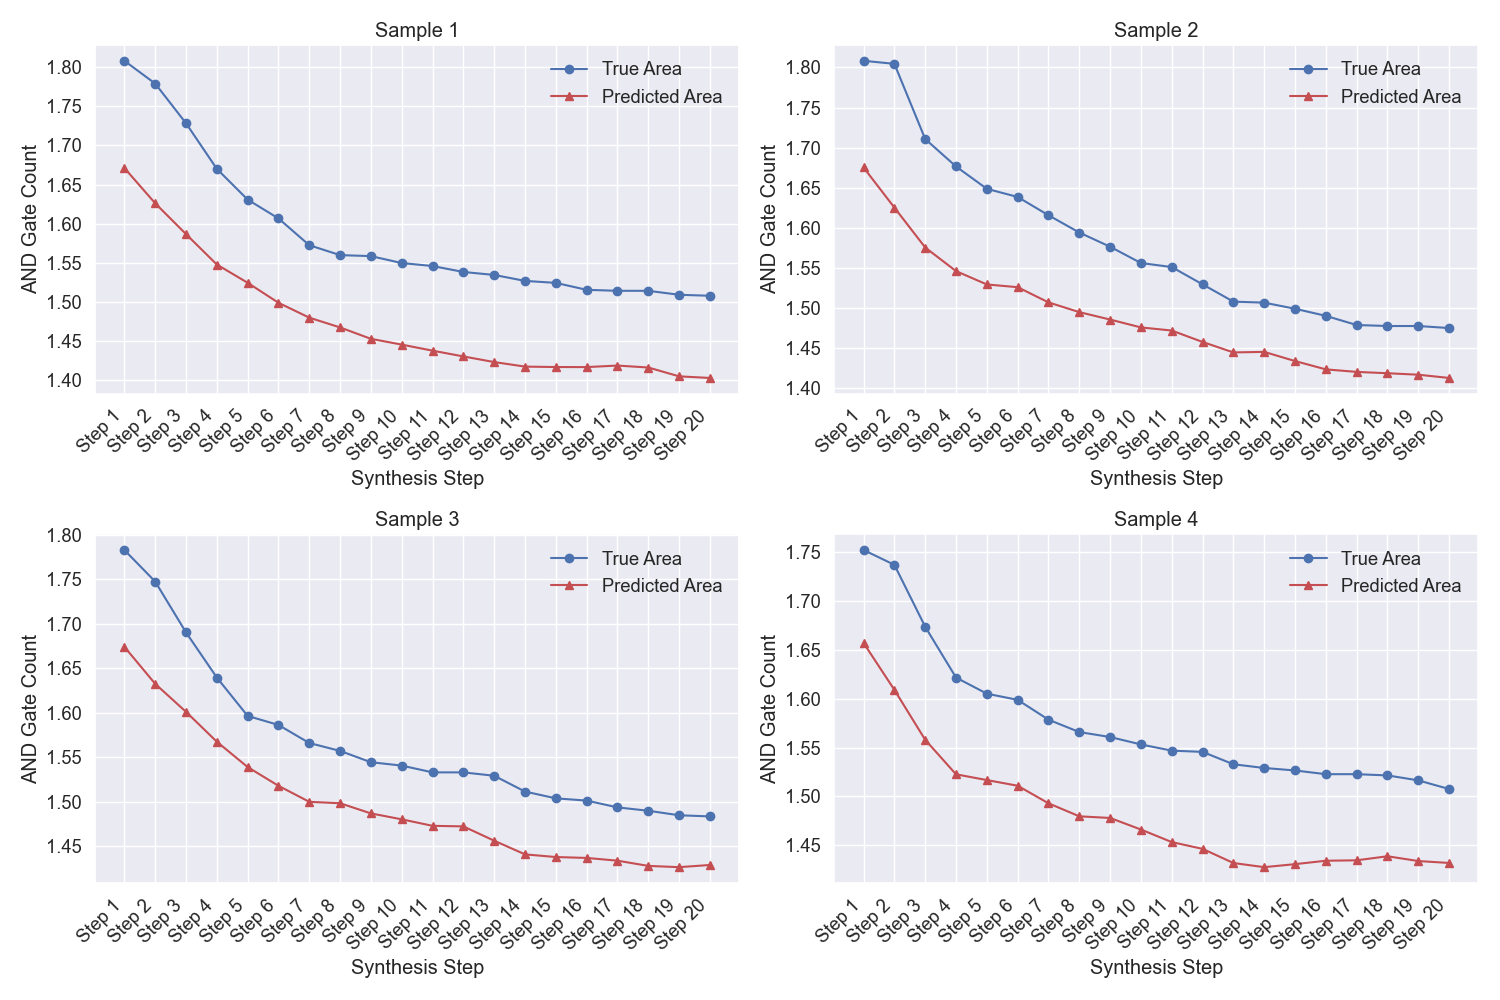 Sample 1
True Area
Predicted Area
AND Gate Count
1.80
1.75
1.70
1.65
1.60
1.55
1.50
1.45
1.40
Step 1
Step 2
Step 3
Step 4
Step 5
Step 6
Step 7
Step 8
Step 9
Step 10
Step 11
Step 12
Step 13
Step 14
Step 15
Step 16
Step 17
Step 18
Step 19
Step 20
Synthesis Step
Sample 2
True Area
Predicted Area
AND Gate Count
1.80
1.75
1.70
1.65
1.60
1.55
1.50
1.45
1.40
Step 1
Step 2
Step 3
Step 4
Step 5
Step 6
Step 7
Step 8
Step 9
Step 10
Step 11
Step 12
Step 13
Step 14
Step 15
Step 16
Step 17
Step 18
Step 19
Step 20
Synthesis Step
Sample 3
True Area
Predicted Area
AND Gate Count
1.80
1.75
1.70
1.65
1.60
1.55
1.50
1.45
Step 1
Step 2
Step 3
Step 4
Step 5
Step 6
Step 7
Step 8
Step 9
Step 10
Step 11
Step 12
Step 13
Step 14
Step 15
Step 16
Step 17
Step 18
Step 19
Step 20
Synthesis Step
Sample 4
True Area
Predicted Area
AND Gate Count
1.75
1.70
1.65
1.60
1.55
1.50
1.45
Step 1
Step 2
Step 3
Step 4
Step 5
Step 6
Step 7
Step 8
Step 9
Step 10
Step 11
Step 12
Step 13
Step 14
Step 15
Step 16
Step 17
Step 18
Step 19
Step 20
Synthesis Step